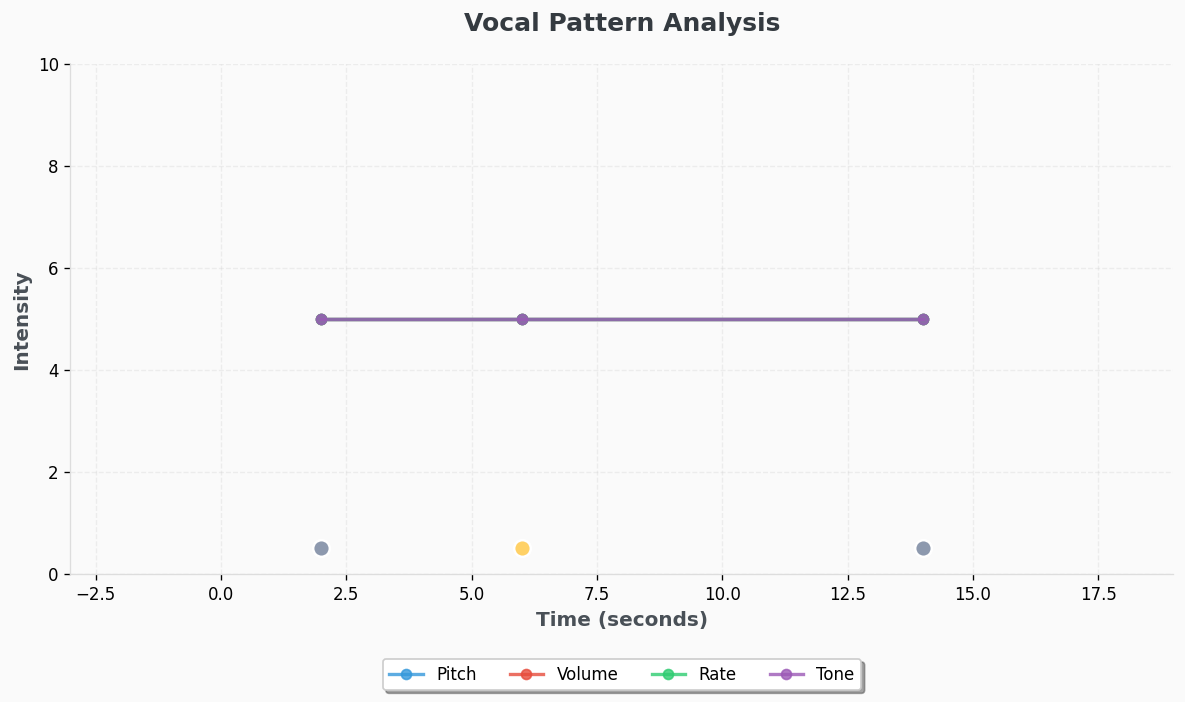 Vocal Pattern Analysis
10
8
6
4
2
0
Intensity
−2.5 0.0 2.5 5.0 7.5 10.0 12.5 15.0 17.5
Time (seconds)
Pitch Volume Rate Tone